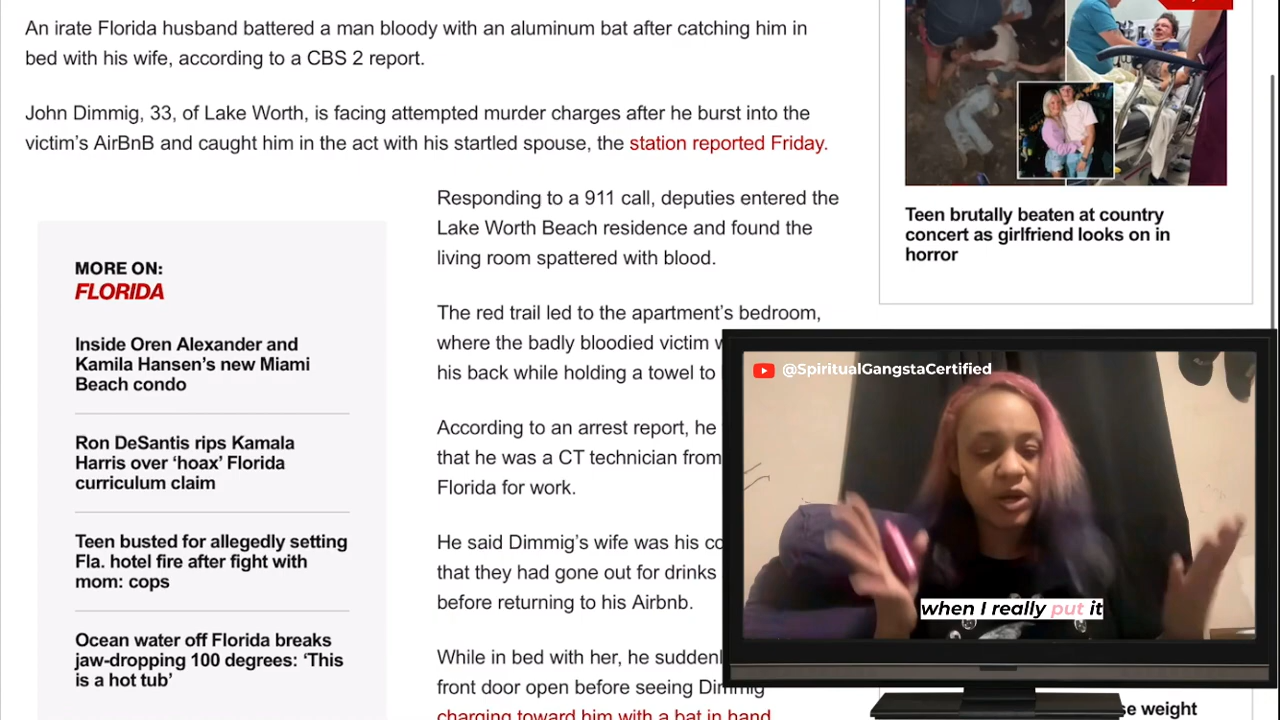 An irate Florida husband battered a man bloody with an aluminum bat after catching him in
bed with his wife, according to a CBS 2 report.
John Dimmig, 33, of Lake Worth, is facing attempted murder charges after he burst into the
victim's AirBnB and caught him in the act with his startled spouse, the station reported Friday.
Responding to a 911 call, deputies entered the
Lake Worth Beach residence and found the
living room spattered with blood.
The red trail led to the apartment's bedroom,
where the badly bloodied victim
his back while holding a towel to
According to an arrest report, he
that he was a CT technician from
Florida for work.
He said Dimmig's wife was his
that they had gone out for drinks
before returning to his Airbnb.
While in bed with her, he
front door open before seeing Dimmig
charging toward him with a bat in hand
MORE ON:
FLORIDA
Inside Oren Alexander and
Kamila Hansen's new Miami
Beach condo
Ron DeSantis rips Kamala
Harris over 'hoax' Florida
curriculum claim
Teen busted for allegedly setting
Fla. hotel fire after fight with
mom: cops
Ocean water off Florida breaks
jaw-dropping 100 degrees: 'This
is a hot tub'
Teen brutally beaten at country
concert as girlfriend looks on in
horror
@SpiritualGangstaCertified
when I really put it
weight